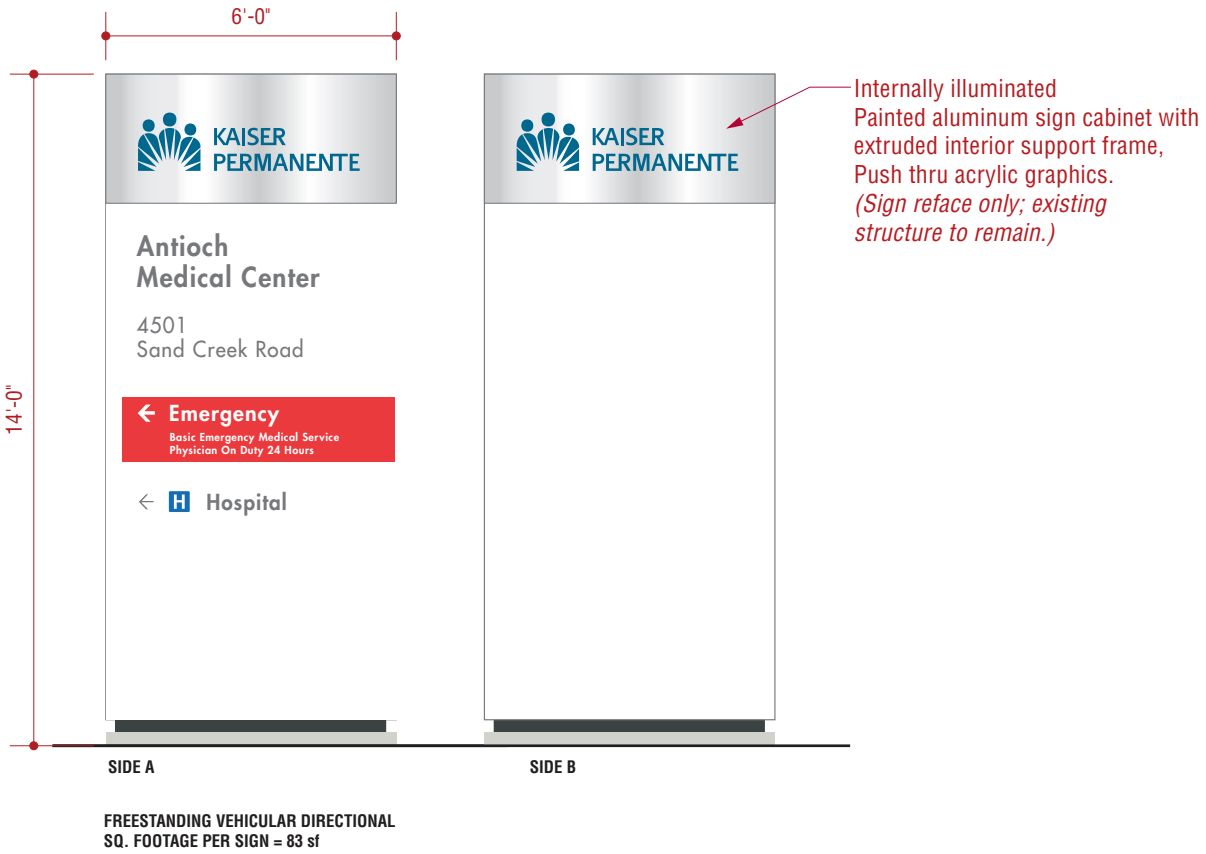 6'-0"
14'-0"
KAISER
PERMANENTE
Antioch
Medical Center
4501
Sand Creek Road
← Emergency
Basic Emergency Medical Service
Physician On Duty 24 Hours
← H Hospital
KAISER
PERMANENTE
Internally illuminated
Painted aluminum sign cabinet with
extruded interior support frame,
Push thru acrylic graphics.
(Sign reface only; existing
structure to remain.)
SIDE A
SIDE B
FREESTANDING VEHICULAR DIRECTIONAL
SQ. FOOTAGE PER SIGN = 83 sf